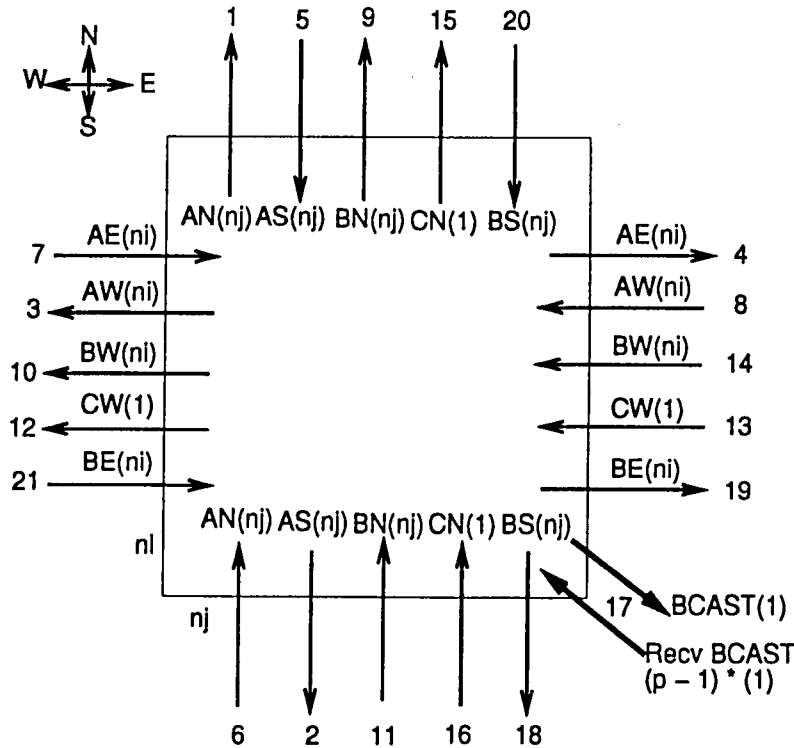 1 5 9 15 20
N
W E
S
AN(nj) AS(nj) BN(nj) CN(1) BS(nj)
7 AE(ni) AE(ni) 4
3 AW(ni) AW(ni) 8
10 BW(ni) BW(ni) 14
12 CW(1) CW(1) 13
21 BE(ni) BE(ni) 19
AN(nj) AS(nj) BN(nj) CN(1) BS(nj)
nl
nj
17 BCAST(1)
Recv BCAST
(p – 1) * (1)
6 2 11 16 18